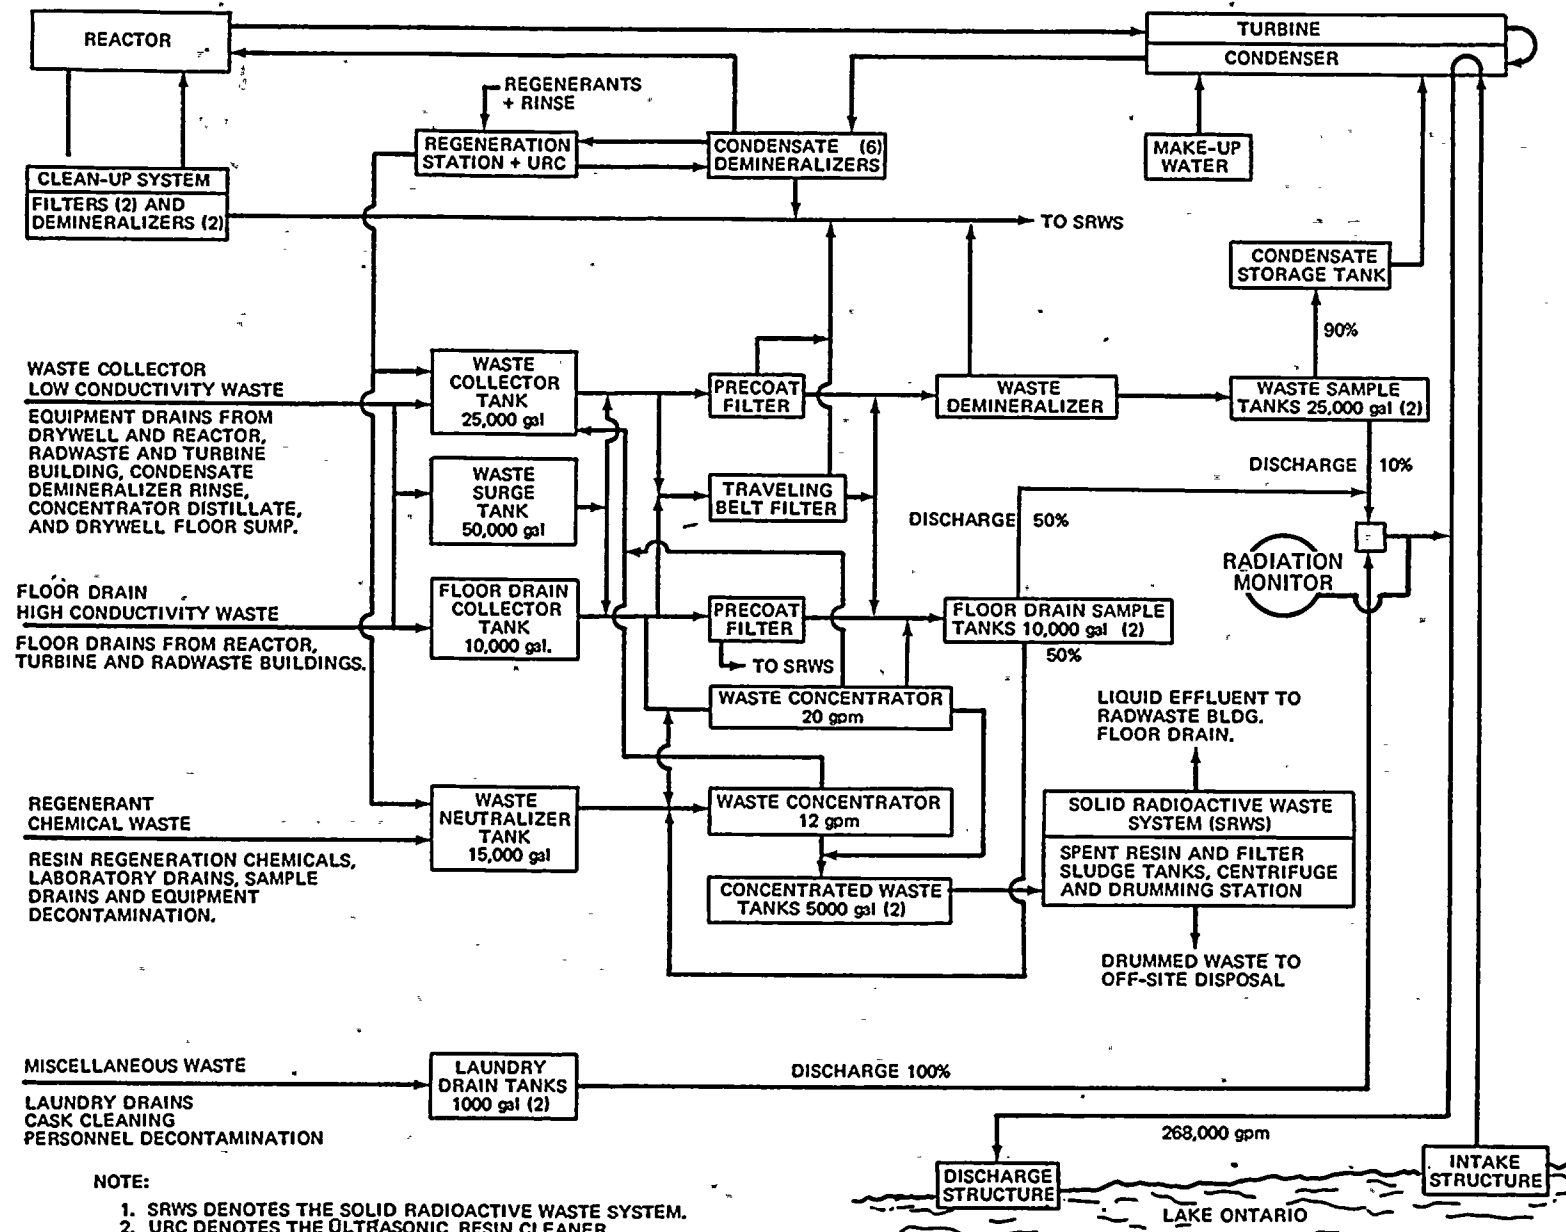 REACTOR
TURBINE
CONDENSER
REGENERANTS
+ RINSE
REGENERATION
STATION + URC
CONDENSATE (6)
DEMINERALIZERS
MAKE-UP
WATER
CLEAN-UP SYSTEM
FILTERS (2) AND
DEMINERALIZERS (2)
TO SRWS
CONDENSATE
STORAGE TANK
90%
WASTE COLLECTOR
LOW CONDUCTIVITY WASTE
EQUIPMENT DRAINS FROM
DRYWELL AND REACTOR,
RADWASTE AND TURBINE
BUILDING, CONDENSATE
DEMINERALIZER RINSE,
CONCENTRATOR DISTILLATE,
AND DRYWELL FLOOR SUMP.
WASTE
COLLECTOR
TANK
25,000 gal
PRECOAT
FILTER
WASTE
DEMINERALIZER
WASTE SAMPLE
TANKS 25,000 gal (2)
WASTE
SURGE
TANK
50,000 gal
TRAVELING
BELT FILTER
DISCHARGE 10%
DISCHARGE 50%
RADIATION
MONITOR
FLOOR DRAIN
HIGH CONDUCTIVITY WASTE
FLOOR DRAINS FROM REACTOR,
TURBINE AND RADWASTE BUILDINGS.
FLOOR DRAIN
COLLECTOR
TANK
10,000 gal.
PRECOAT
FILTER
TO SRWS
FLOOR DRAIN SAMPLE
TANKS 10,000 gal (2)
50%
WASTE CONCENTRATOR
20 gpm
LIQUID EFFLUENT TO
RADWASTE BLDG.
FLOOR DRAIN.
REGENERANT
CHEMICAL WASTE
RESIN REGENERATION CHEMICALS,
LABORATORY DRAINS, SAMPLE
DRAINS AND EQUIPMENT
DECONTAMINATION.
WASTE
NEUTRALIZER
TANK
15,000 gal
WASTE CONCENTRATOR
12 gpm
CONCENTRATED WASTE
TANKS 5000 gal (2)
SOLID RADIOACTIVE WASTE
SYSTEM (SRWS)
SPENT RESIN AND FILTER
SLUDGE TANKS, CENTRIFUGE
AND DRUMMING STATION
DRUMMED WASTE TO
OFF-SITE DISPOSAL
MISCELLANEOUS WASTE
LAUNDRY DRAINS
CASK CLEANING
PERSONNEL DECONTAMINATION
LAUNDRY
DRAIN TANKS
1000 gal (2)
DISCHARGE 100%
268,000 gpm
DISCHARGE
STRUCTURE
INTAKE
STRUCTURE
LAKE ONTARIO
NOTE:
1. SRWS DENOTES THE SOLID RADIOACTIVE WASTE SYSTEM.
2. URC DENOTES THE ULTRASONIC RESIN CLEANER